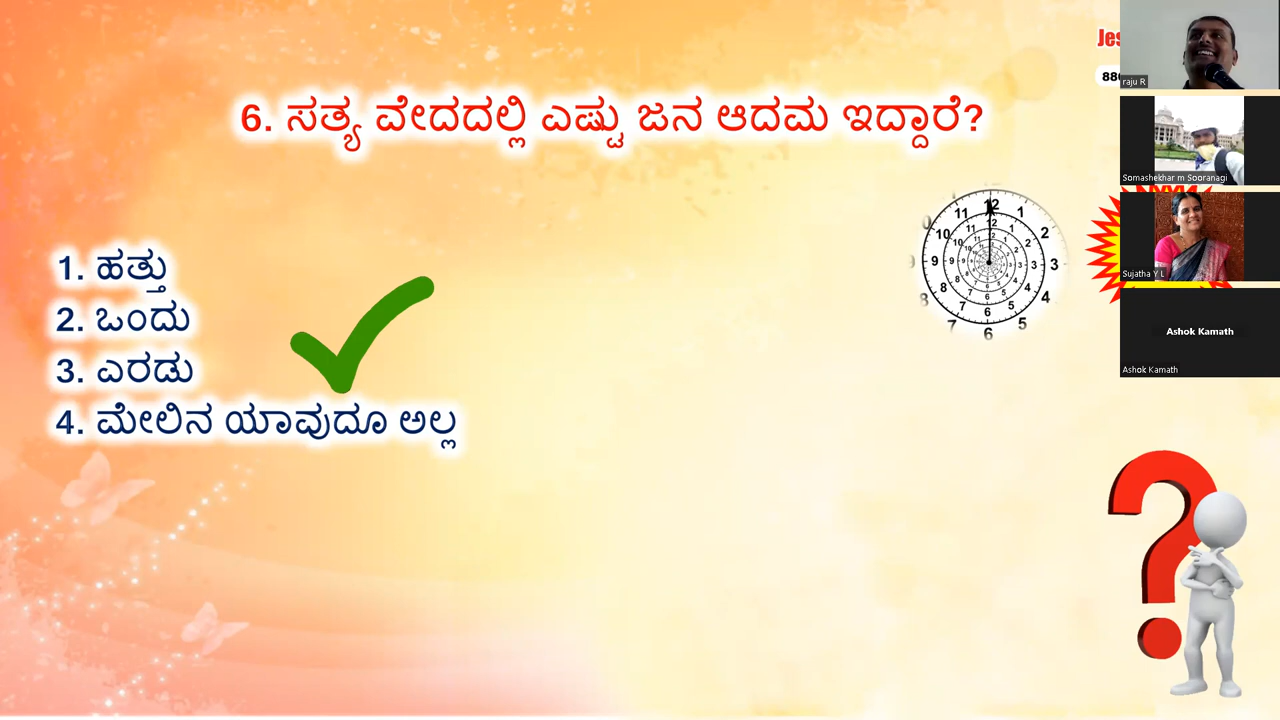 6. ಸತ್ಯ ವೇದದಲ್ಲಿ ಎಷ್ಟು ಜನ ಆದಮ ಇದ್ದಾರೆ?
1. ಹತ್ತು
2. ಒಂದು
3. ಎರಡು
4. ಮೇಲಿನ ಯಾವುದೂ ಅಲ್ಲ
raju R
Somashekhar m Sooranagi
Sujatha Y L
Ashok Kamath
Ashok Kamath